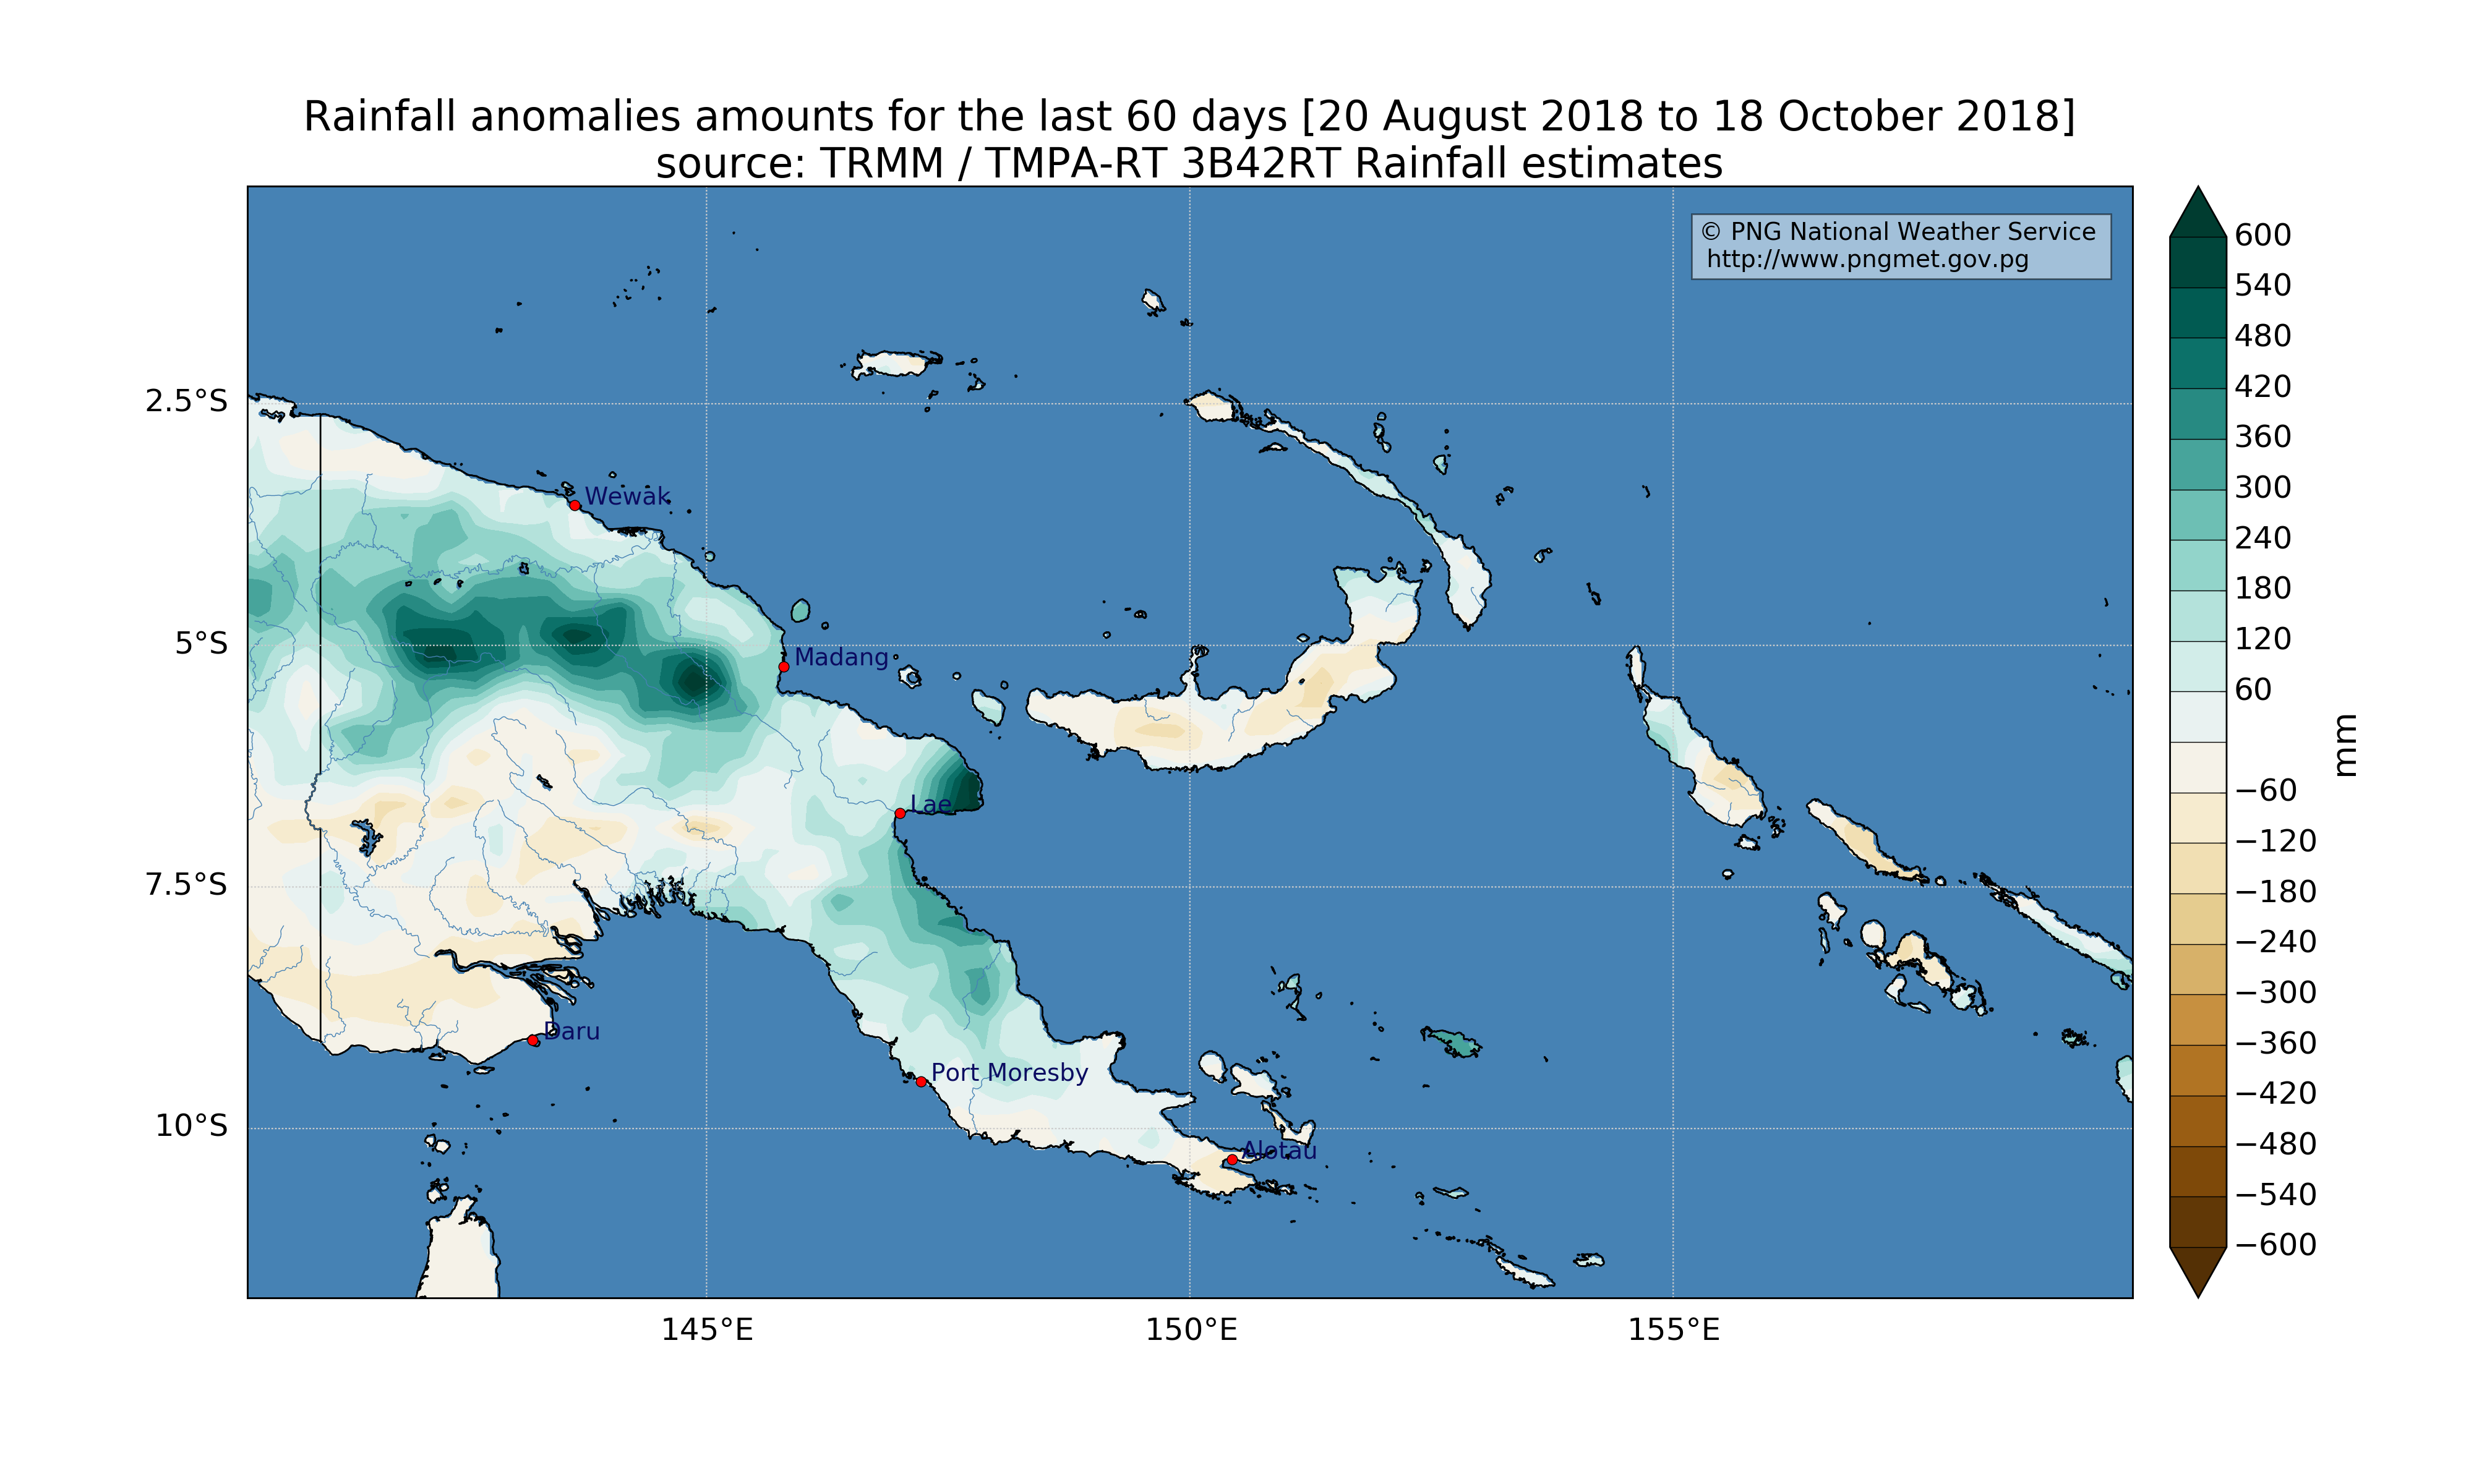 Rainfall anomalies amounts for the last 60 days [20 August 2018 to 18 October 2018]
source: TRMM / TMPA-RT 3B42RT Rainfall estimates
© PNG National Weather Service
http://www.pngmet.gov.pg
2.5°S
5°S
7.5°S
10°S
145°E
150°E
155°E
Wewak
Madang
Lae
Daru
Port Moresby
Alotau
600
540
480
420
360
300
240
180
120
60
−60
−120
−180
−240
−300
−360
−420
−480
−540
−600
mm